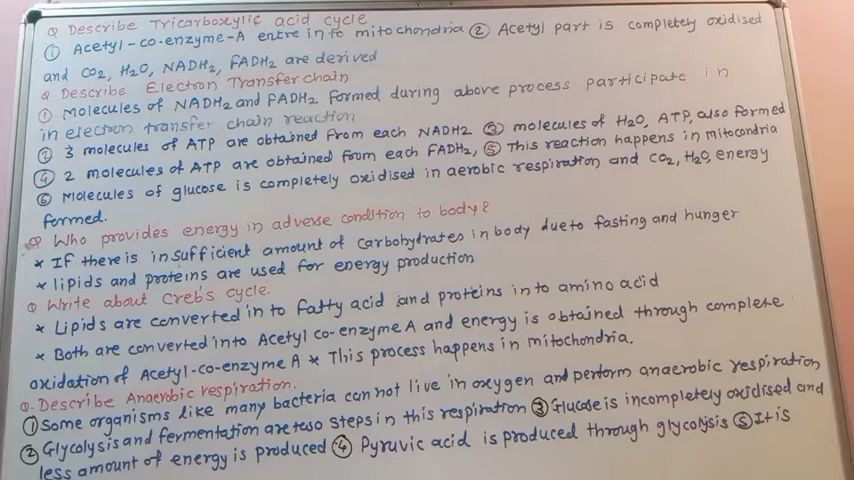 Q Describe Tricarboxylic acid cycle
① Acetyl-co-enzyme-A entre in to mitochondria ② Acetyl part is completely oxidised
and CO2, H2O, NADH2, FADH2 are derived
Q. Describe Electron Transfer chain
① Molecules of NADH2 and FADH2 formed during above process participate in
in electron transfer chain reaction
② 3 molecules of ATP are obtained from each NADH2 ③ molecules of H2O, ATP, also formed
④ 2 molecules of ATP are obtained from each FADH2, ⑤ This reaction happens in mitocondria
⑥ Molecules of glucose is completely oxidised in aerobic respiration and CO2, H2O, energy
formed.
Q Who provides energy in adverse condition to body?
* If there is insufficient amount of carbohydrates in body due to fasting and hunger
* lipids and proteins are used for energy production
Q Write about Creb's cycle.
* Lipids are converted in to fatty acid and proteins in to amino acid
* Both are converted into Acetyl co-enzyme A and energy is obtained through complete
oxidation of Acetyl-co-enzyme A * This process happens in mitochondria.
Q. Describe Anaerobic respiration.
① Some organisms like many bacteria can not live in oxygen and perform anaerobic respiration
② Glycolysis and fermentation are two steps in this respiration ③ Glucose is incompletely oxidised and
less amount of energy is produced ④ Pyruvic acid is produced through glycolysis ⑤ It is